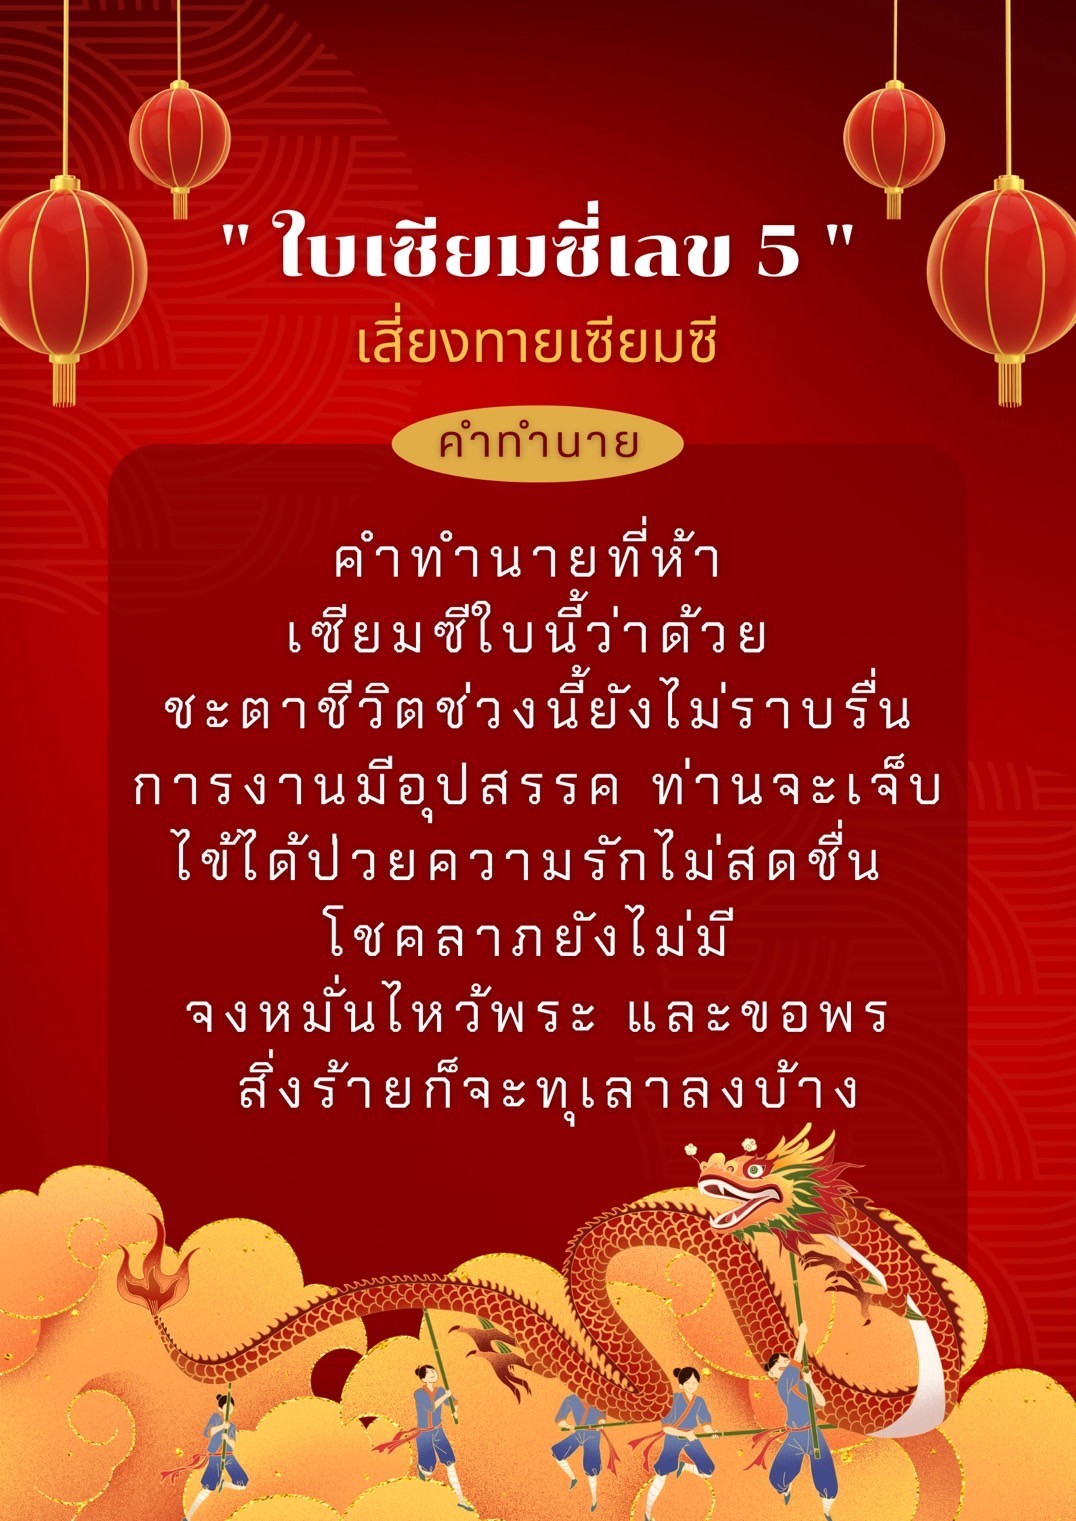 " ใบเซียมซี่เลข 5 "
เสี่ยงทายเซียมซี
คำทำนาย
คำทำนายที่ห้า
เซียมซีใบนี้ว่าด้วย
ชะตาชีวิตช่วงนี้ยังไม่ราบรื่น
การงานมีอุปสรรค ท่านจะเจ็บ
ไข้ได้ป่วยความรักไม่สดชื่น
โชคลาภยังไม่มี
จงหมั่นไหว้พระ และขอพร
สิ่งร้ายก็จะทุเลาลงบ้าง